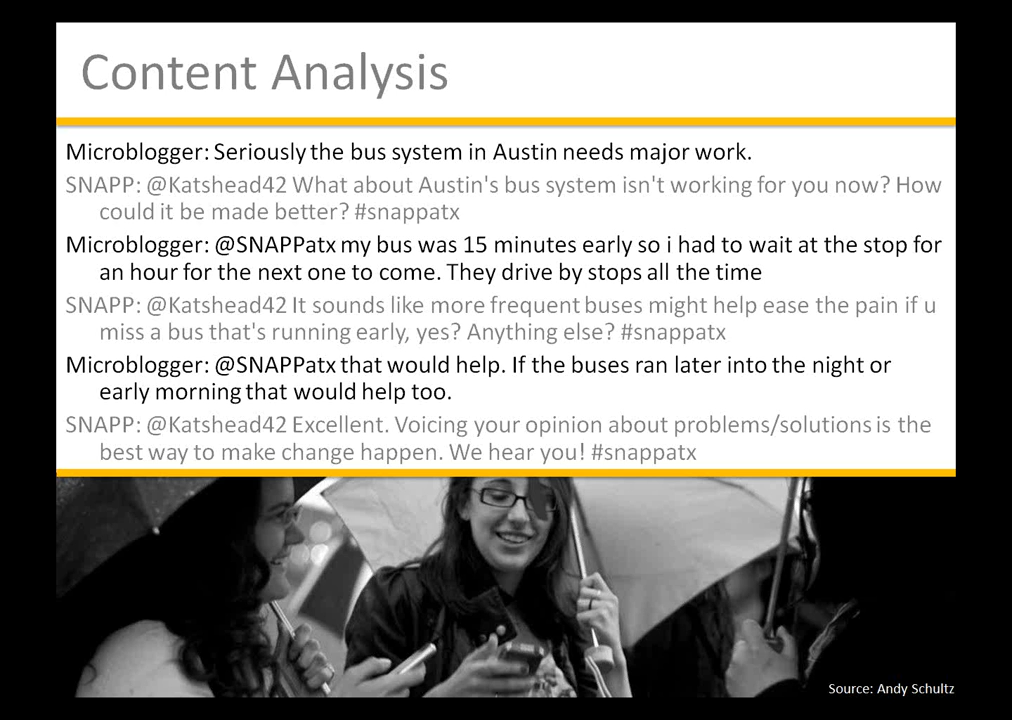 Content Analysis
Microblogger: Seriously the bus system in Austin needs major work.
SNAPP: @Katshead42 What about Austin's bus system isn't working for you now? How
could it be made better? #snappatx
Microblogger: @SNAPPatx my bus was 15 minutes early so i had to wait at the stop for
an hour for the next one to come. They drive by stops all the time
SNAPP: @Katshead42 It sounds like more frequent buses might help ease the pain if u
miss a bus that's running early, yes? Anything else? #snappatx
Microblogger: @SNAPPatx that would help. If the buses ran later into the night or
early morning that would help too.
SNAPP: @Katshead42 Excellent. Voicing your opinion about problems/solutions is the
best way to make change happen. We hear you! #snappatx
Source: Andy Schultz